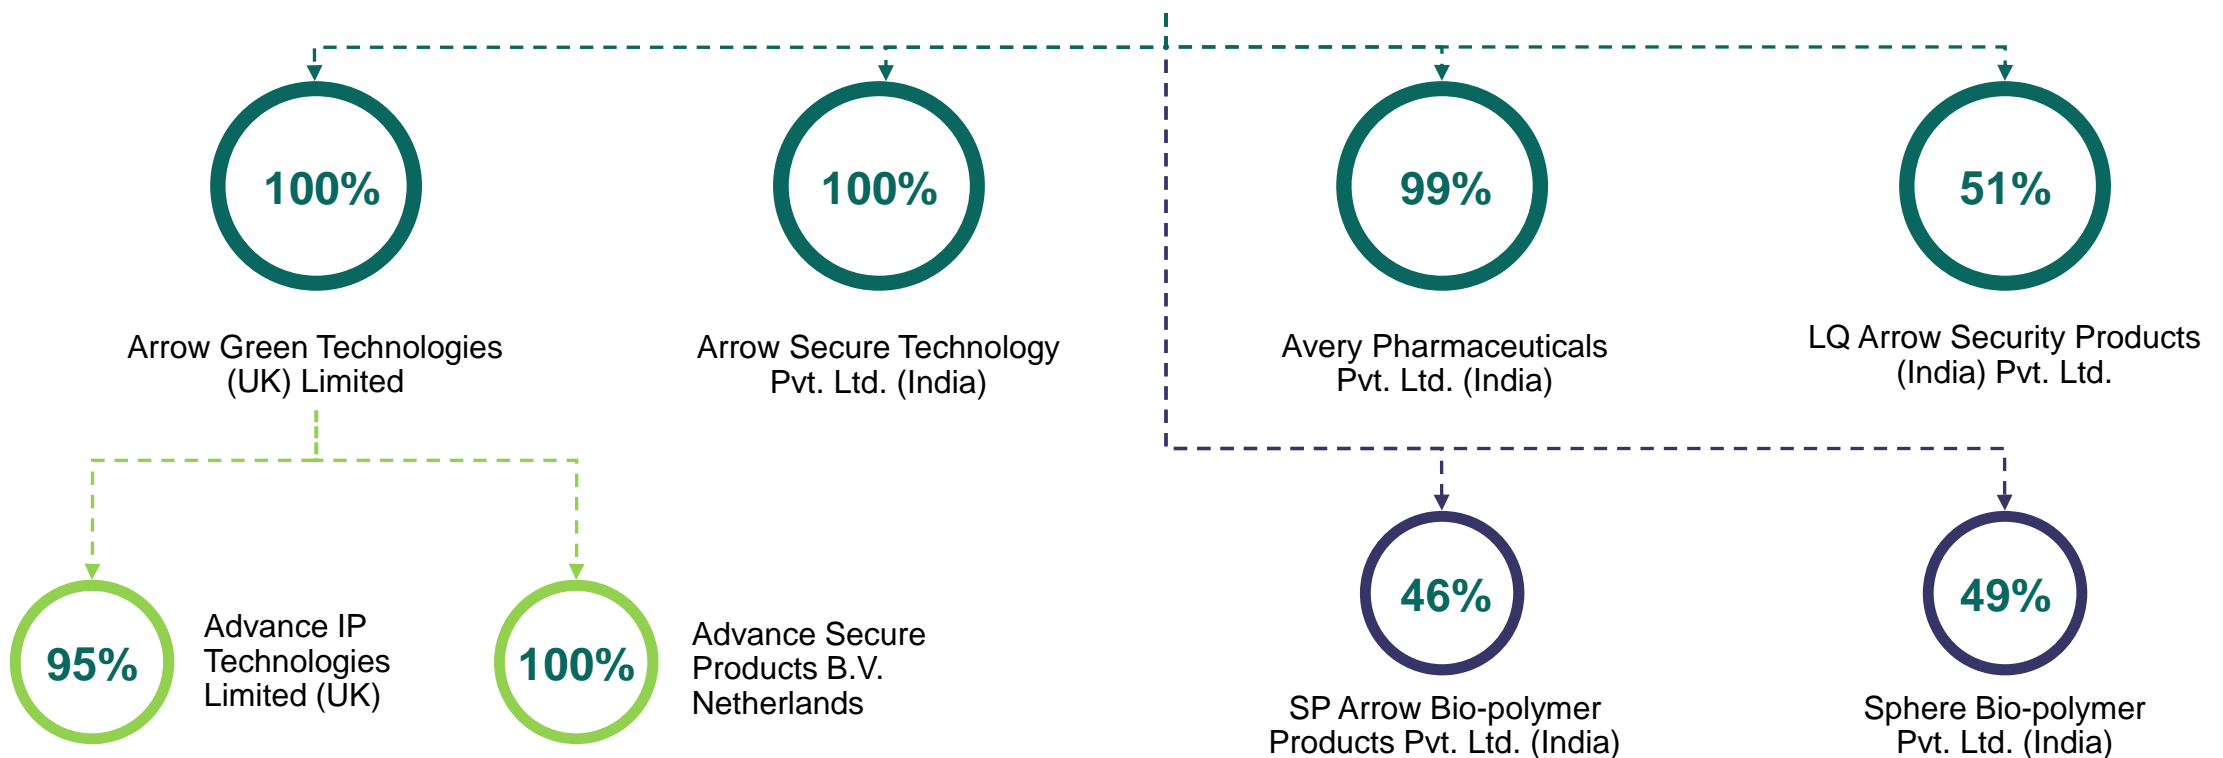 100%
100%
99%
51%
Arrow Green Technologies
(UK) Limited
Arrow Secure Technology
Pvt. Ltd. (India)
Avery Pharmaceuticals
Pvt. Ltd. (India)
LQ Arrow Security Products
(India) Pvt. Ltd.
95%
Advance IP
Technologies
Limited (UK)
100%
Advance Secure
Products B.V.
Netherlands
46%
SP Arrow Bio-polymer
Products Pvt. Ltd. (India)
49%
Sphere Bio-polymer
Pvt. Ltd. (India)